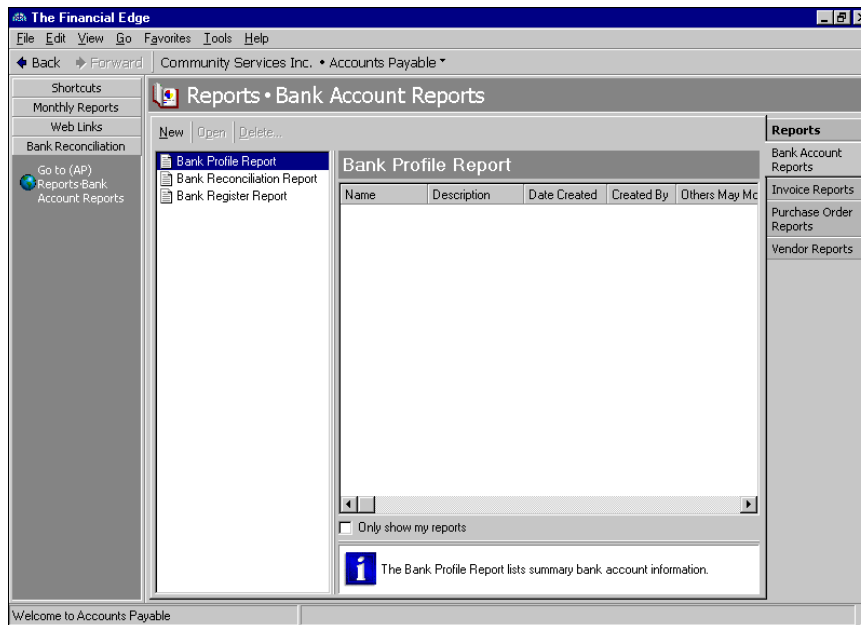 The Financial Edge
File Edit View Go Favorites Tools Help
Back Forward Community Services Inc. • Accounts Payable
Shortcuts
Monthly Reports
Web Links
Bank Reconciliation
Go to (AP)
Reports-Bank
Account Reports
Reports • Bank Account Reports
New Open Delete...
Bank Profile Report
Bank Reconciliation Report
Bank Register Report
Bank Profile Report
Name Description Date Created Created By Others May Mc
Only show my reports
The Bank Profile Report lists summary bank account information.
Reports
Bank Account
Reports
Invoice Reports
Purchase Order
Reports
Vendor Reports
Welcome to Accounts Payable